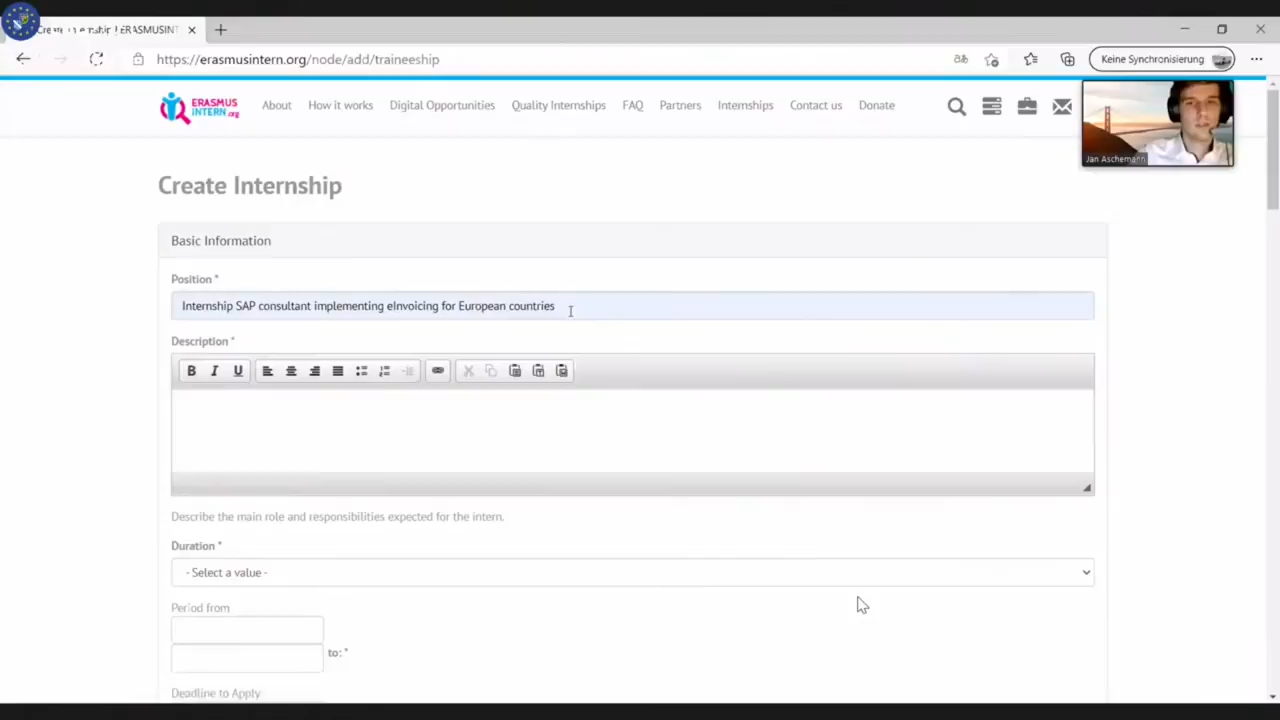 ERASMUSINT
https://erasmusintern.org/node/add/traineeship
Keine Synchronisierung
ERASMUS
INTERN.org
About How it works Digital Opportunities Quality Internships FAQ Partners Internships Contact us Donate
Jan Aschemann
Create Internship
Basic Information
Position *
Internship SAP consultant implementing eInvoicing for European countries
Description *
B I U
Describe the main role and responsibilities expected for the intern.
Duration *
- Select a value -
Period from
to: *
Deadline to Apply